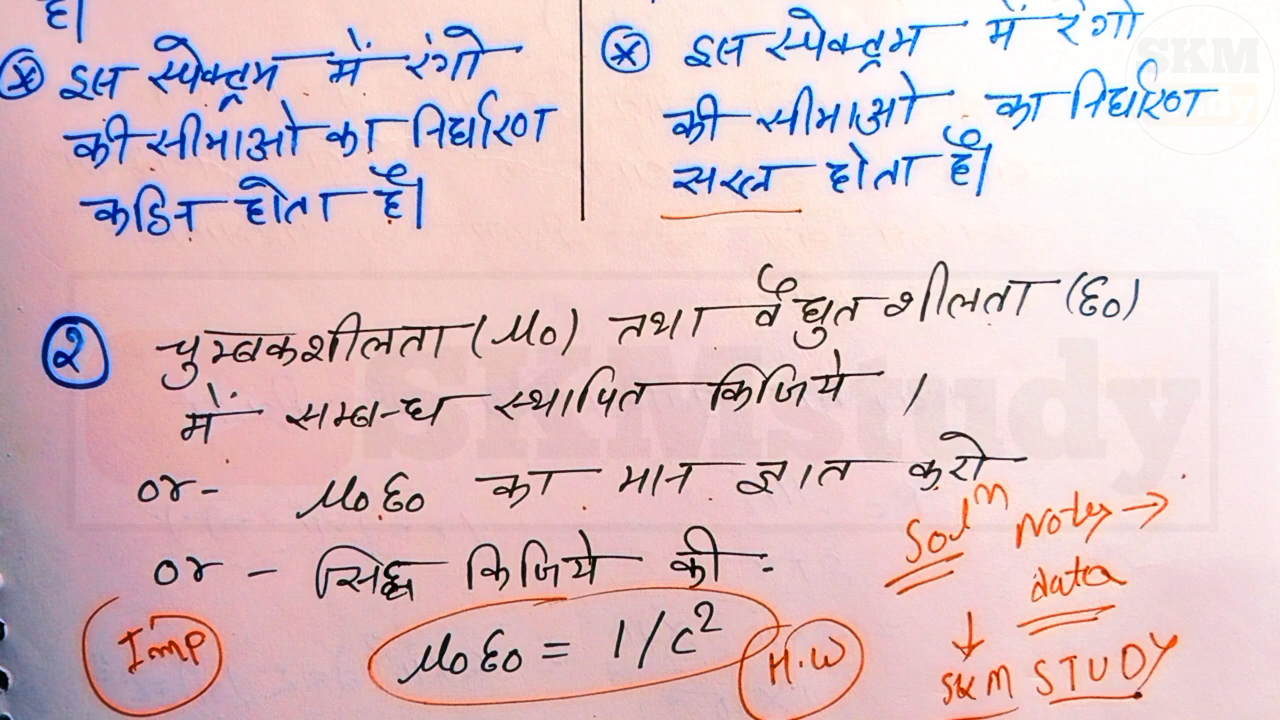 है।
* इस स्पेक्ट्रम में रंगो
की सीमाओ का निर्धारण
कठिन होता है।
* इस स्पेक्ट्रम में रंगो
की सीमाओ का निर्धारण
सरल होता है।
SKM
Study
२ चुम्बकशीलता (μ0) तथा वैद्युतशीलता (ε0)
में सम्बन्ध स्थापित किजिये ।
or- μ0ε0 का मान ज्ञात करो
or - सिद्ध किजिये की :
μ0ε0 = 1/c²
Imp
H.W
Solⁿ Notes →
data
↓
SKM STUDY
SKMstudy